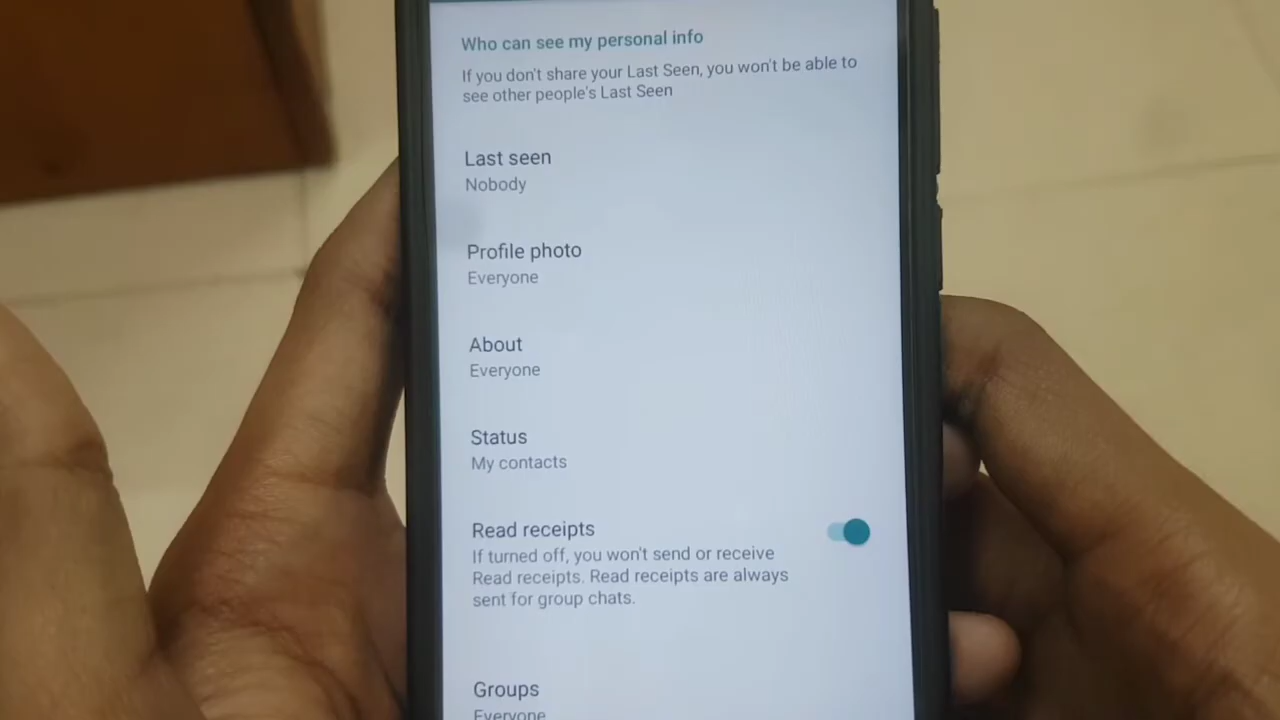 Who can see my personal info
If you don't share your Last Seen, you won't be able to
see other people's Last Seen
Last seen
Nobody
Profile photo
Everyone
About
Everyone
Status
My contacts
Read receipts
If turned off, you won't send or receive
Read receipts. Read receipts are always
sent for group chats.
Groups
Everyone